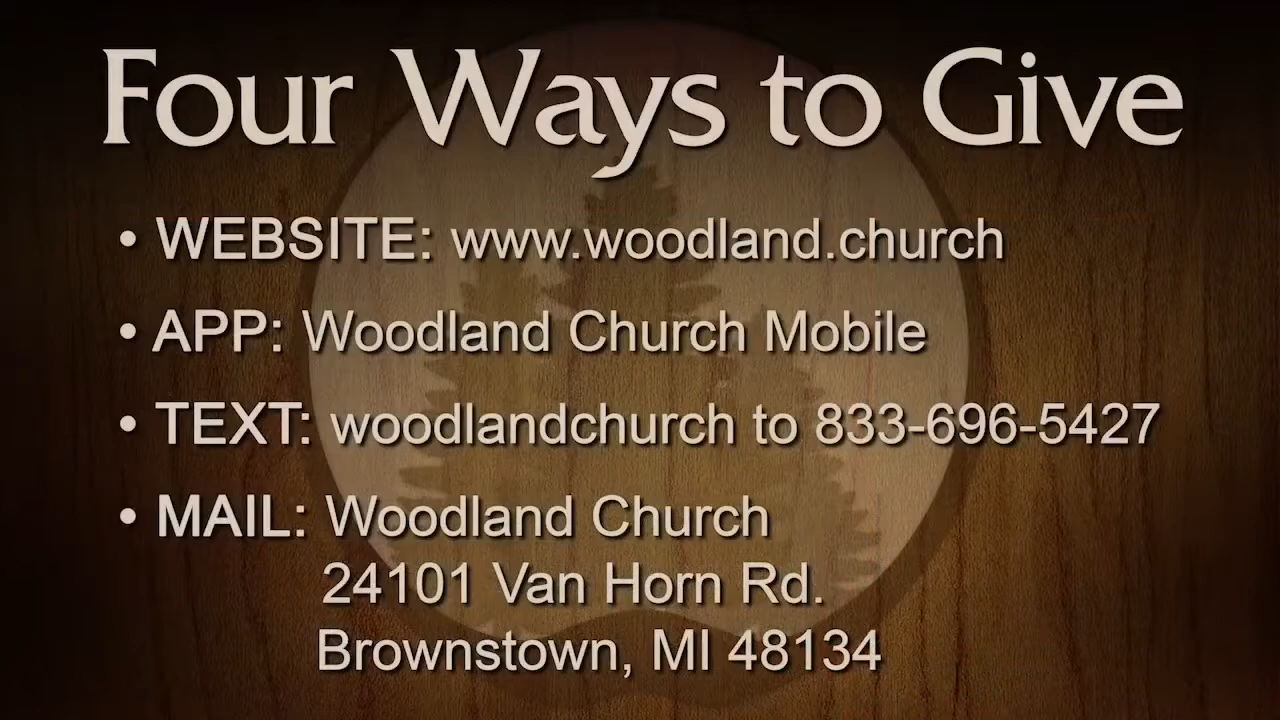 Four Ways to Give
• WEBSITE: www.woodland.church
• APP: Woodland Church Mobile
• TEXT: woodlandchurch to 833-696-5427
• MAIL: Woodland Church
24101 Van Horn Rd.
Brownstown, MI 48134